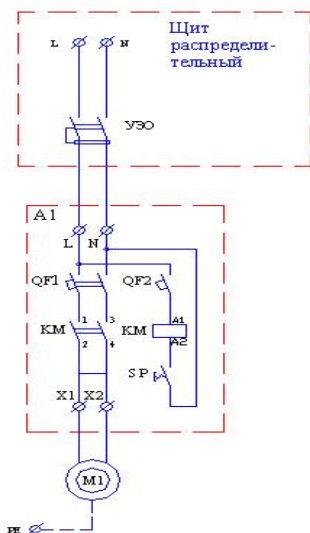 Щит
распредели-
тельный
L N
УЗО
A1
L N
QF1 QF2
1 3
KM KM A1
2 4 A2
SP
X1 X2
M1
PE